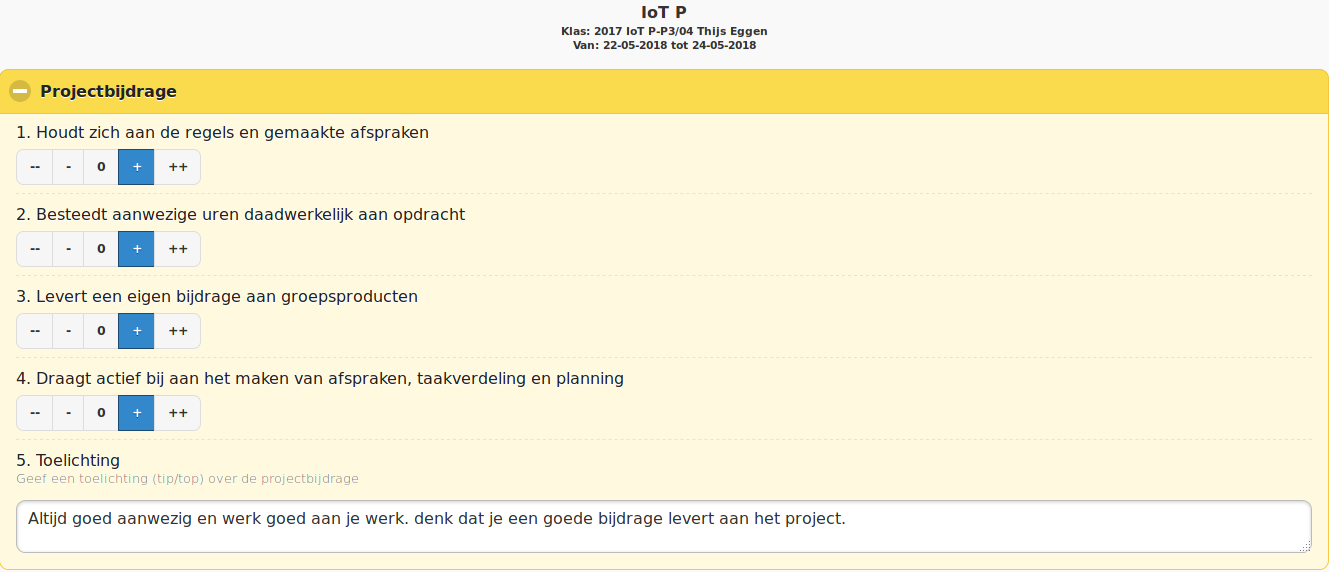 IoT P
Klas: 2017 IoT P-P3/04 Thijs Eggen
Van: 22-05-2018 tot 24-05-2018
Projectbijdrage
1. Houdt zich aan de regels en gemaakte afspraken
-- - 0 + ++
2. Besteedt aanwezige uren daadwerkelijk aan opdracht
-- - 0 + ++
3. Levert een eigen bijdrage aan groepsproducten
-- - 0 + ++
4. Draagt actief bij aan het maken van afspraken, taakverdeling en planning
-- - 0 + ++
5. Toelichting
Geef een toelichting (tip/top) over de projectbijdrage
Altijd goed aanwezig en werk goed aan je werk. denk dat je een goede bijdrage levert aan het project.